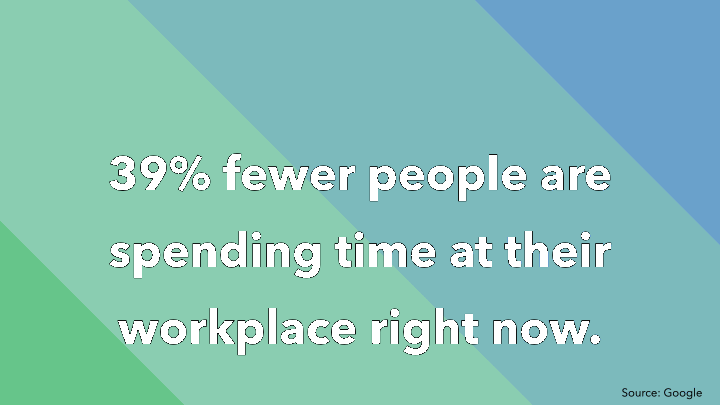 39% fewer people are
spending time at their
workplace right now.
Source: Google